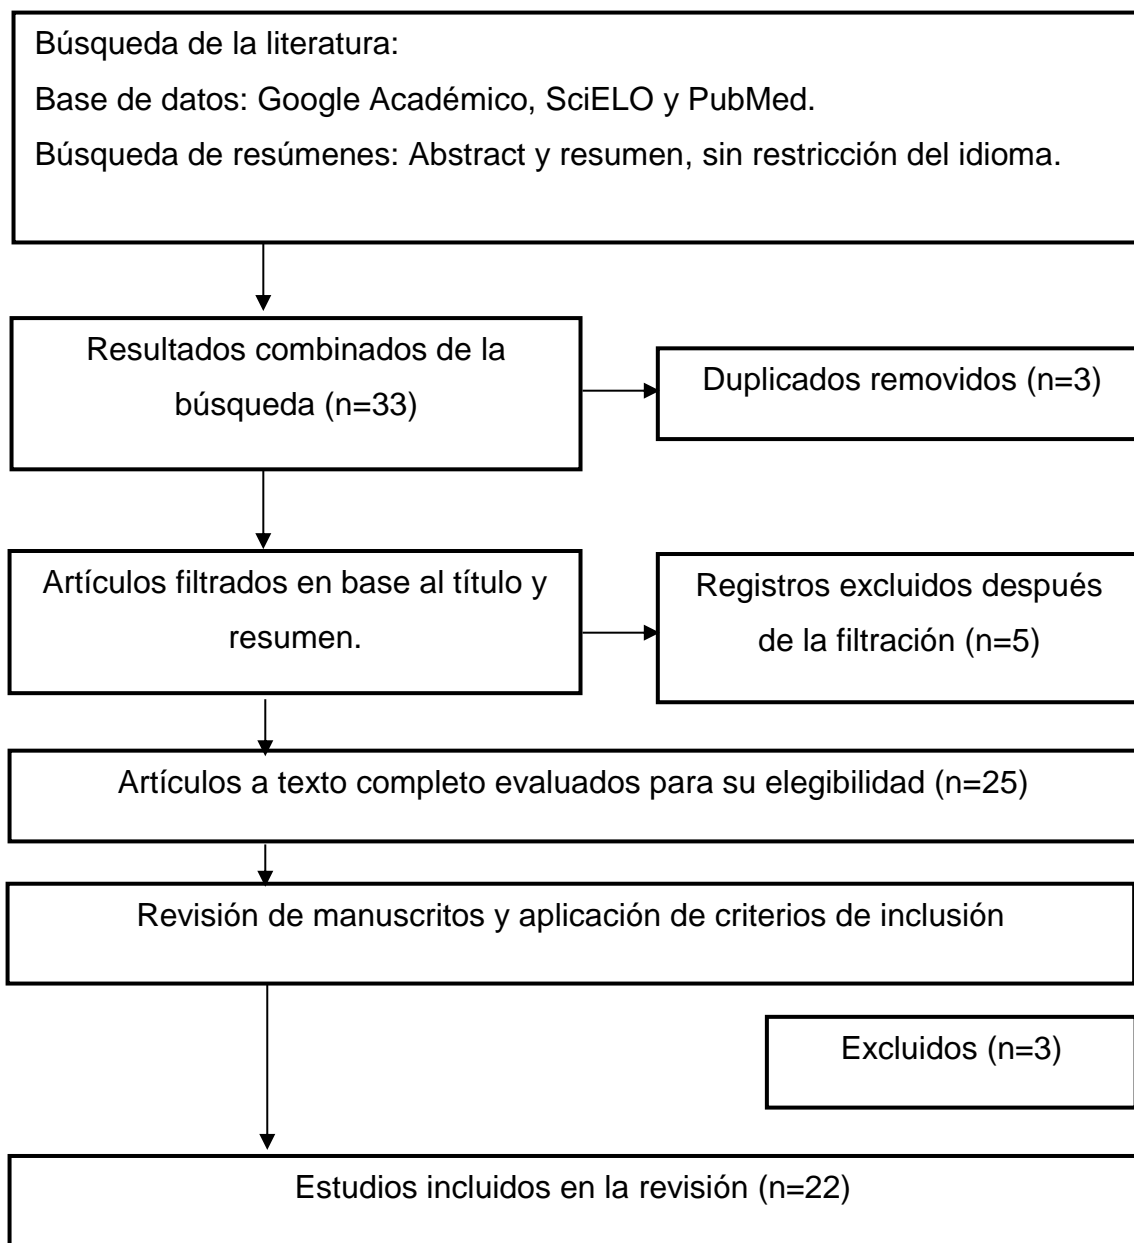 Búsqueda de la literatura:
Base de datos: Google Académico, SciELO y PubMed.
Búsqueda de resúmenes: Abstract y resumen, sin restricción del idioma.
Resultados combinados de la
búsqueda (n=33)
Duplicados removidos (n=3)
Artículos filtrados en base al título y
resumen.
Registros excluidos después
de la filtración (n=5)
Artículos a texto completo evaluados para su elegibilidad (n=25)
Revisión de manuscritos y aplicación de criterios de inclusión
Excluidos (n=3)
Estudios incluidos en la revisión (n=22)